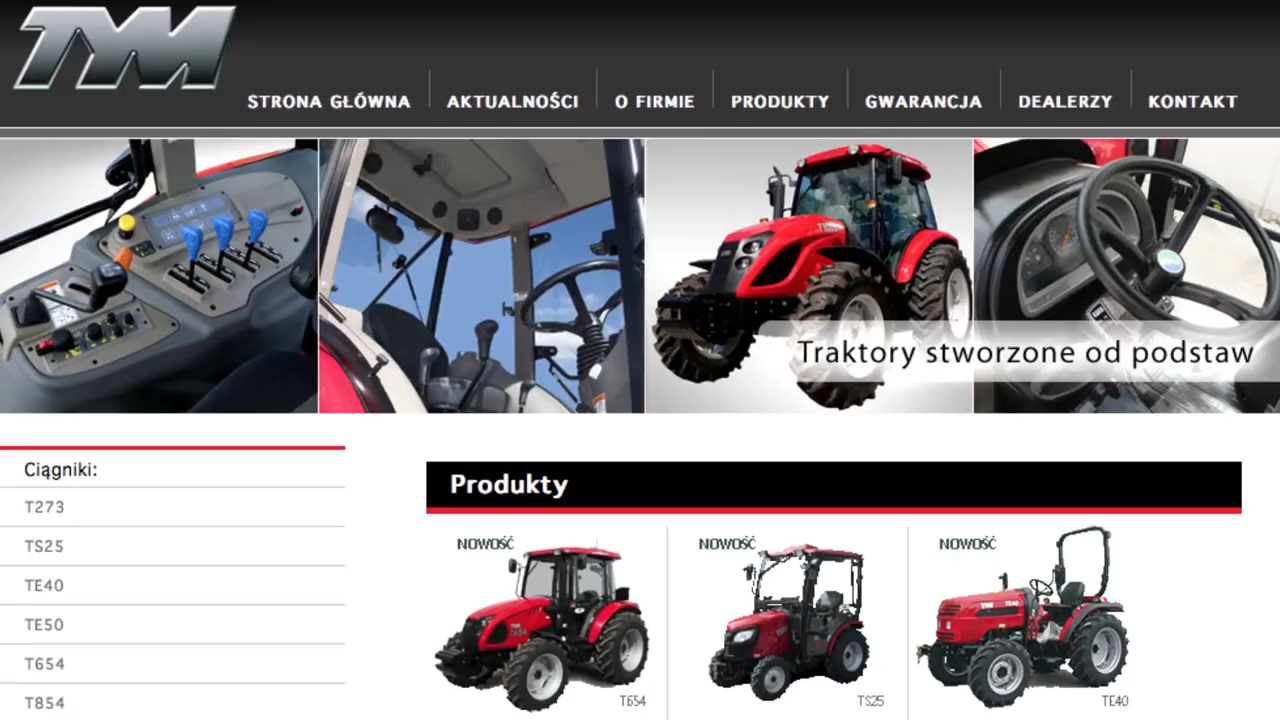 TYM
STRONA GŁÓWNA
AKTUALNOŚCI
O FIRMIE
PRODUKTY
GWARANCJA
DEALERZY
KONTAKT
Traktory stworzone od podstaw
Ciągniki:
T273
TS25
TE40
TE50
T654
T854
Produkty
NOWOŚĆ
NOWOŚĆ
NOWOŚĆ
T654
TS25
TE40